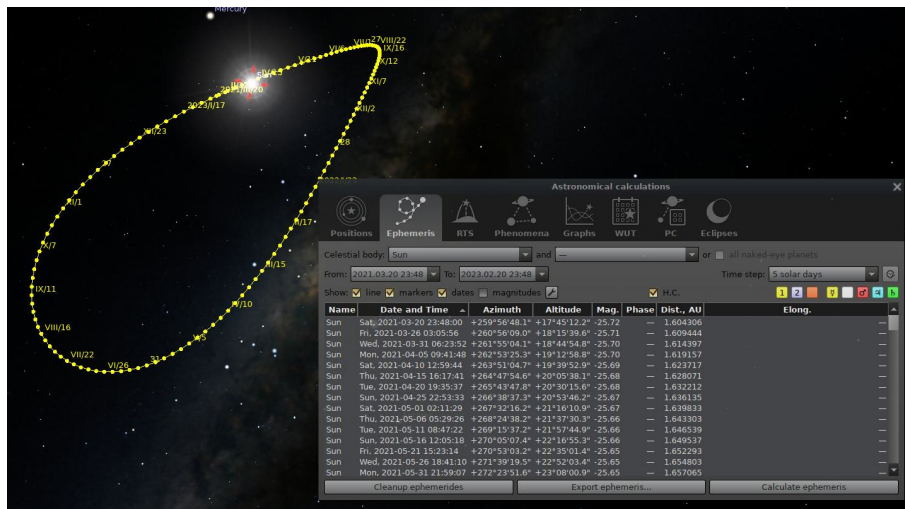 Mercury
VI/6
27
VIII/22
IX/16
V/11
X/12
Sun
XI/7
2023/I/17
XII/2
XII/23
28
27
XI/1
II/17
X/7
III/15
IX/11
IV/10
VIII/16
V/5
VII/22
31
VI/26
Astronomical calculations
Positions Ephemeris RTS Phenomena Graphs WUT PC Eclipses
Celestial body: Sun and — or all naked-eye planets
From: 2021.03.20 23:48 To: 2023.02.20 23:48 Time step: 5 solar days
Show: line markers dates magnitudes H.C. 1 2 ☿ ♂ ♃ ♄
Name Date and Time Azimuth Altitude Mag. Phase Dist., AU Elong.
Sun Sat, 2021-03-20 23:48:00 +259°56'48.1" +17°45'12.2" -25.72 — 1.604306 —
Sun Fri, 2021-03-26 03:05:56 +260°56'09.0" +18°15'39.6" -25.71 — 1.609444 —
Sun Wed, 2021-03-31 06:23:52 +261°55'04.1" +18°44'54.8" -25.70 — 1.614397 —
Sun Mon, 2021-04-05 09:41:48 +262°53'25.3" +19°12'58.8" -25.70 — 1.619157 —
Sun Sat, 2021-04-10 12:59:44 +263°51'04.7" +19°39'52.9" -25.69 — 1.623717 —
Sun Thu, 2021-04-15 16:17:41 +264°47'54.6" +20°05'38.1" -25.68 — 1.628071 —
Sun Tue, 2021-04-20 19:35:37 +265°43'47.8" +20°30'15.6" -25.68 — 1.632212 —
Sun Sun, 2021-04-25 22:53:33 +266°38'37.3" +20°53'46.2" -25.67 — 1.636135 —
Sun Sat, 2021-05-01 02:11:29 +267°32'16.2" +21°16'10.9" -25.67 — 1.639833 —
Sun Thu, 2021-05-06 05:29:26 +268°24'38.2" +21°37'30.3" -25.66 — 1.643303 —
Sun Tue, 2021-05-11 08:47:22 +269°15'37.2" +21°57'44.9" -25.66 — 1.646539 —
Sun Sun, 2021-05-16 12:05:18 +270°05'07.4" +22°16'55.3" -25.66 — 1.649537 —
Sun Fri, 2021-05-21 15:23:14 +270°53'03.2" +22°35'01.4" -25.65 — 1.652293 —
Sun Wed, 2021-05-26 18:41:10 +271°39'19.5" +22°52'03.4" -25.65 — 1.654803 —
Sun Mon, 2021-05-31 21:59:07 +272°23'51.6" +23°08'00.9" -25.65 — 1.657065 —
Cleanup ephemerides Export ephemeris... Calculate ephemeris